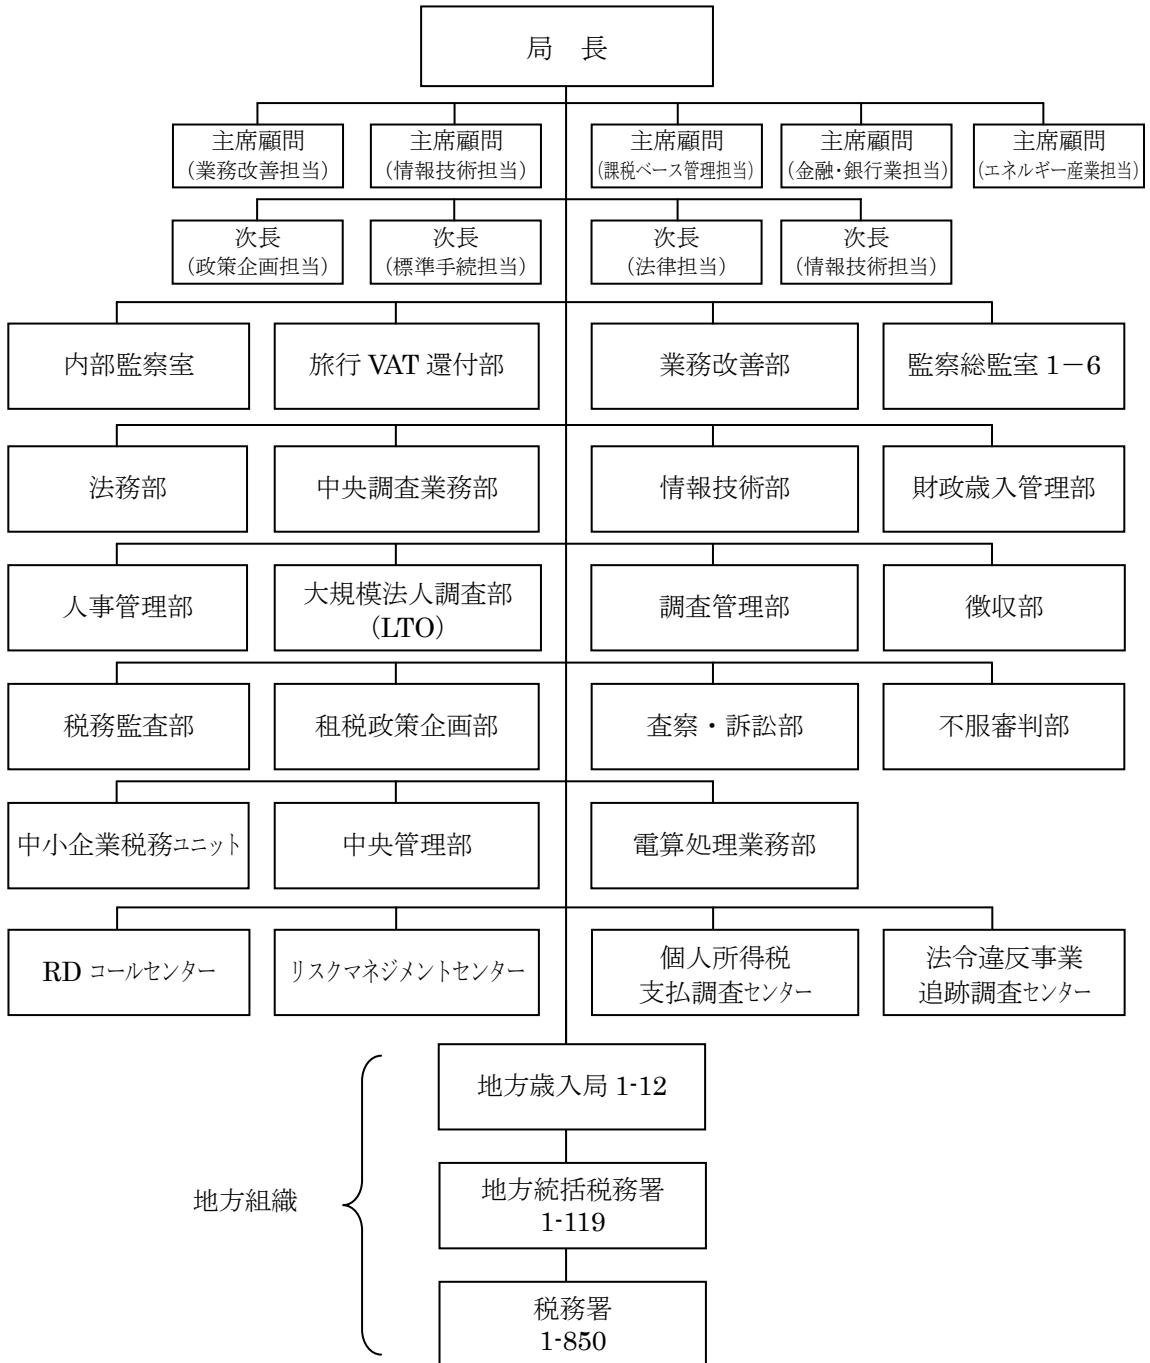 局　長
主席顧問
（業務改善担当）
主席顧問
（情報技術担当）
主席顧問
（課税ベース管理担当）
主席顧問
（金融・銀行業担当）
主席顧問
（エネルギー産業担当）
次長
（政策企画担当）
次長
（標準手続担当）
次長
（法律担当）
次長
（情報技術担当）
内部監察室
旅行 VAT 還付部
業務改善部
監察総監室 1－6
法務部
中央調査業務部
情報技術部
財政歳入管理部
人事管理部
大規模法人調査部
（LTO）
調査管理部
徴収部
税務監査部
租税政策企画部
査察・訴訟部
不服審判部
中小企業税務ユニット
中央管理部
電算処理業務部
RD コールセンター
リスクマネジメントセンター
個人所得税
支払調査センター
法令違反事業
追跡調査センター
地方歳入局 1-12
地方組織
地方統括税務署
1-119
税務署
1-850